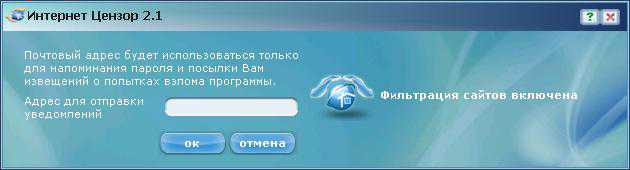 Интернет Цензор 2.1
?
Почтовый адрес будет использоваться только
для напоминания пароля и посылки Вам
извещений о попытках взлома программы.
Адрес для отправки
уведомлений
Фильтрация сайтов включена
ок отмена